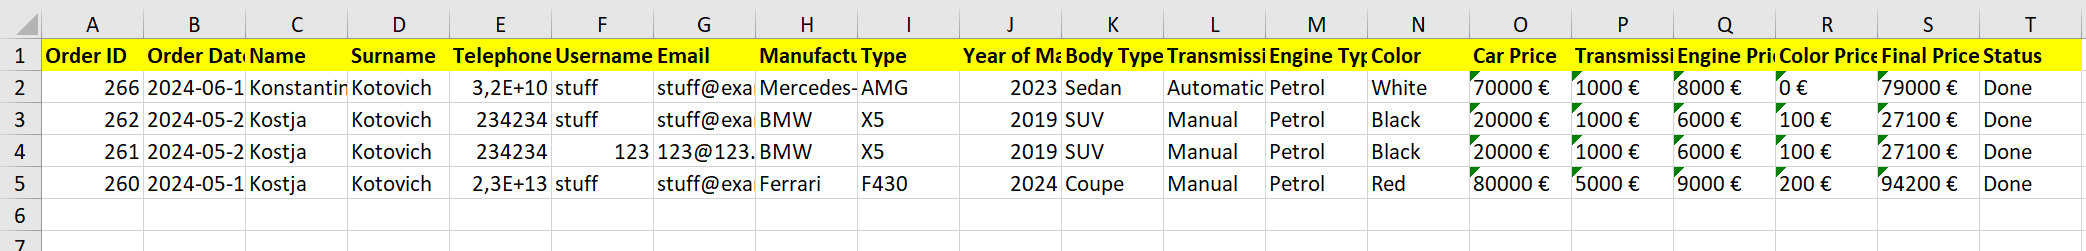 A B C D E F G H I J K L M N O P Q R S T
1 Order ID Order Dat Name Surname Telephone Username Email Manufactu Type Year of Ma Body Type Transmissi Engine Typ Color Car Price Transmissi Engine Pric Color Price Final Price Status
2 266 2024-06-1 Konstantin Kotovich 3,2E+10 stuff stuff@exa Mercedes- AMG 2023 Sedan Automatic Petrol White 70000 € 1000 € 8000 € 0 € 79000 € Done
3 262 2024-05-2 Kostja Kotovich 234234 stuff stuff@exa BMW X5 2019 SUV Manual Petrol Black 20000 € 1000 € 6000 € 100 € 27100 € Done
4 261 2024-05-2 Kostja Kotovich 234234 123 123@123. BMW X5 2019 SUV Manual Petrol Black 20000 € 1000 € 6000 € 100 € 27100 € Done
5 260 2024-05-1 Kostja Kotovich 2,3E+13 stuff stuff@exa Ferrari F430 2024 Coupe Manual Petrol Red 80000 € 5000 € 9000 € 200 € 94200 € Done
6
7